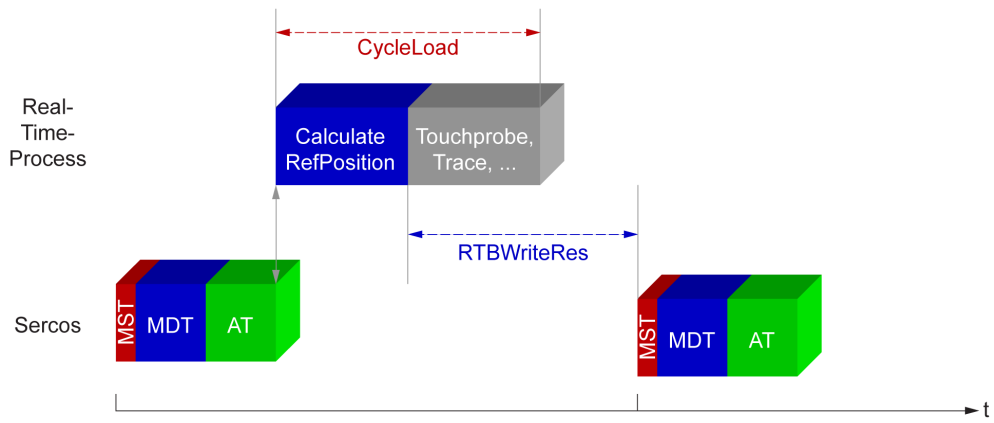 CycleLoad
Real-
Time-
Process
Calculate
RefPosition
Touchprobe,
Trace, ...
RTBWriteRes
Sercos
MST
MDT
AT
MST
MDT
AT
t